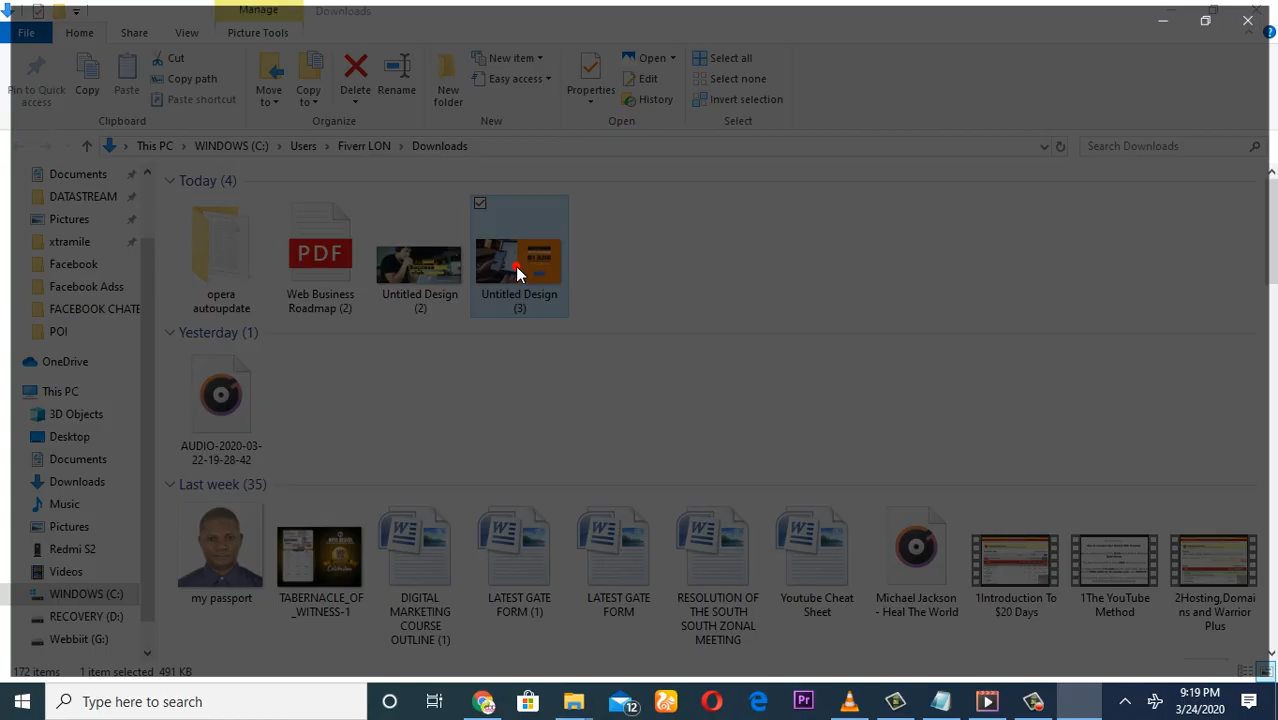 Manage
Downloads
File
Home
Share
View
Picture Tools
Pin to Quick access
Copy
Paste
Cut
Copy path
Paste shortcut
Move to
Copy to
Delete
Rename
New folder
New item
Easy access
Properties
Open
Edit
History
Select all
Select none
Invert selection
Clipboard
Organize
New
Open
Select
This PC
WINDOWS (C:)
Users
Fiverr LON
Downloads
Search Downloads
Documents
DATASTREAM
Pictures
xtramile
Facebook
Facebook Adss
FACEBOOK CHATE
POI
OneDrive
This PC
3D Objects
Desktop
Documents
Downloads
Music
Pictures
Redmi S2
Videos
WINDOWS (C:)
RECOVERY (D:)
Webbiit (G:)
Today (4)
PDF
opera
autoupdate
Web Business
Roadmap (2)
Untitled Design
(2)
Untitled Design
(3)
Yesterday (1)
AUDIO-2020-03-
22-19-28-42
Last week (35)
my passport
TABERNACLE_OF
_WITNESS-1
DIGITAL
MARKETING
COURSE
OUTLINE (1)
LATEST GATE
FORM (1)
LATEST GATE
FORM
RESOLUTION OF
THE SOUTH
SOUTH ZONAL
MEETING
Youtube Cheat
Sheet
Michael Jackson
- Heal The World
1Introduction To
$20 Days
1The YouTube
Method
2Hosting,Domai
ns and Warrior
Plus
172 items
1 item selected
491 KB
Type here to search
12
9:19 PM
3/24/2020